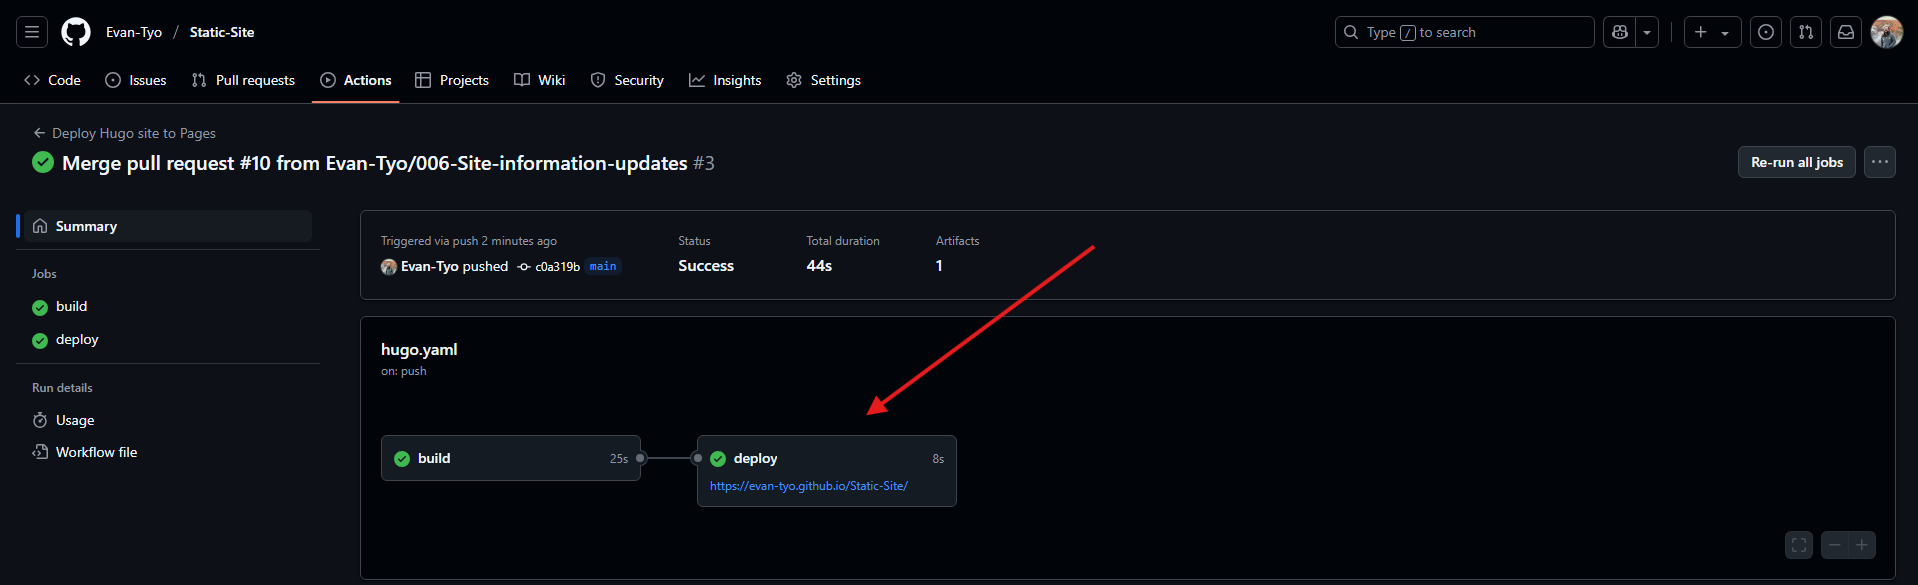 Evan-Tyo / Static-Site
Type / to search
Code Issues Pull requests Actions Projects Wiki Security Insights Settings
Deploy Hugo site to Pages
Merge pull request #10 from Evan-Tyo/006-Site-information-updates #3
Re-run all jobs
Summary
Jobs
build
deploy
Run details
Usage
Workflow file
Triggered via push 2 minutes ago
Evan-Tyo pushed c0a319b main
Status
Success
Total duration
44s
Artifacts
1
hugo.yaml
on: push
build 25s
deploy 8s
https://evan-tyo.github.io/Static-Site/